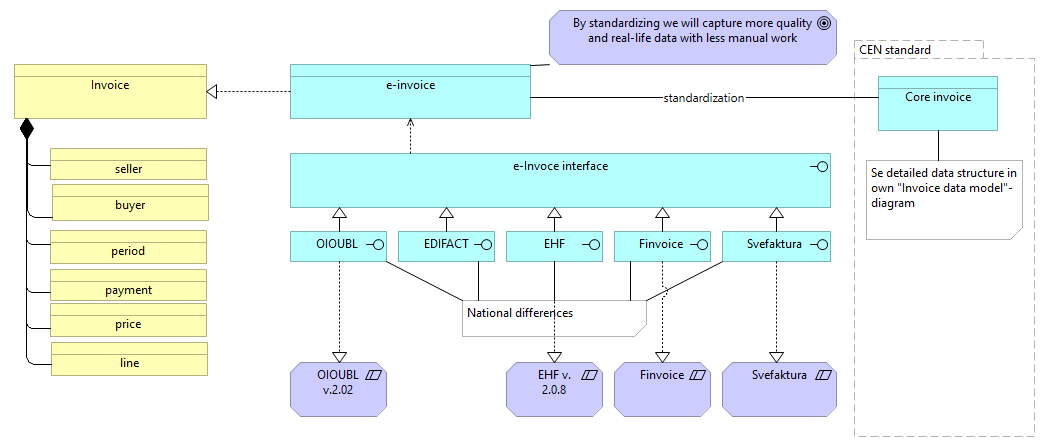 By standardizing we will capture more quality
and real-life data with less manual work
CEN standard
Invoice
e-invoice
standardization
Core invoice
seller
buyer
period
payment
price
line
e-Invoce interface
Se detailed data structure in
own "Invoice data model"-
diagram
OIOUBL
EDIFACT
EHF
Finvoice
Svefaktura
National differences
OIOUBL
v.2.02
EHF v.
2.0.8
Finvoice
Svefaktura